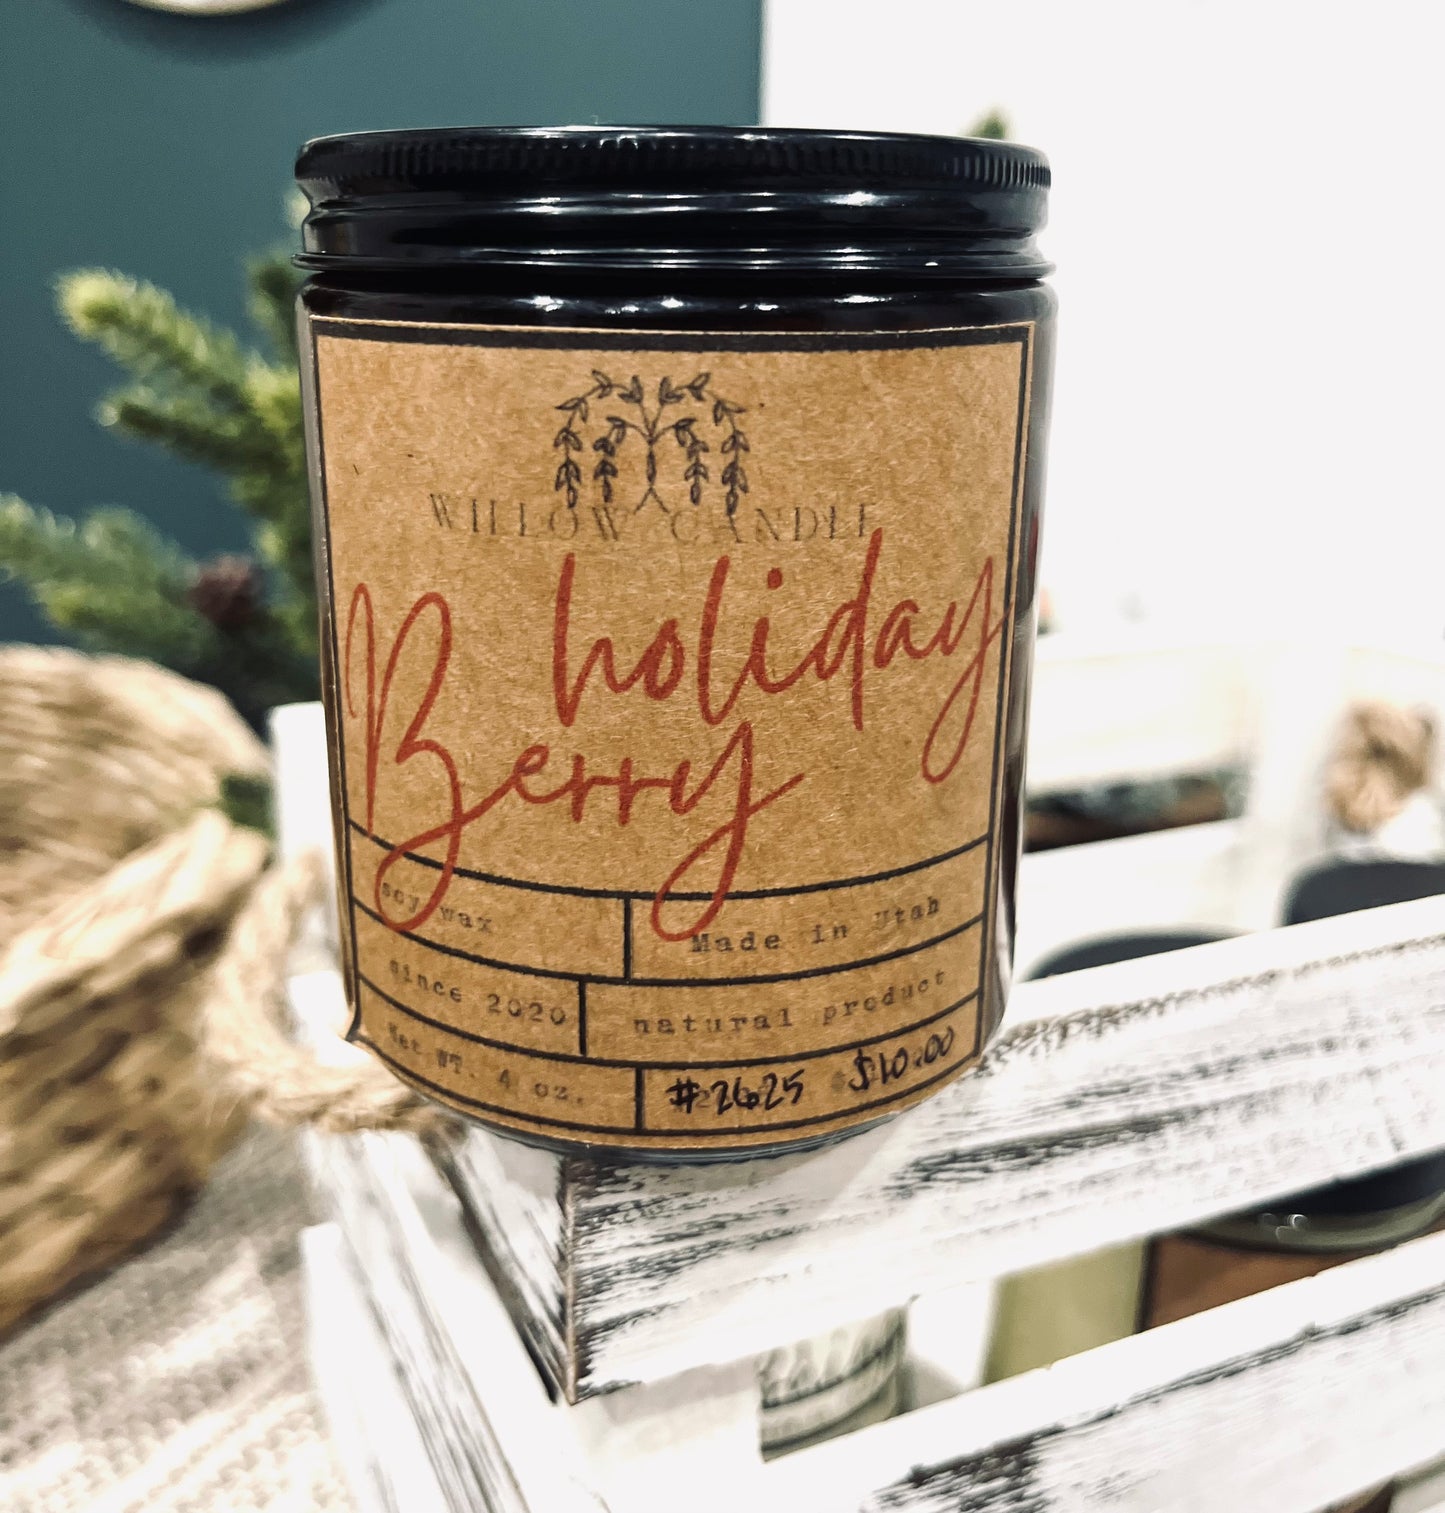 WILLOW CANDLE
holiday
Berry
soy wax
Made in Utah
since 2020
natural product
Net WT. 4 oz.
#2625 $10.00